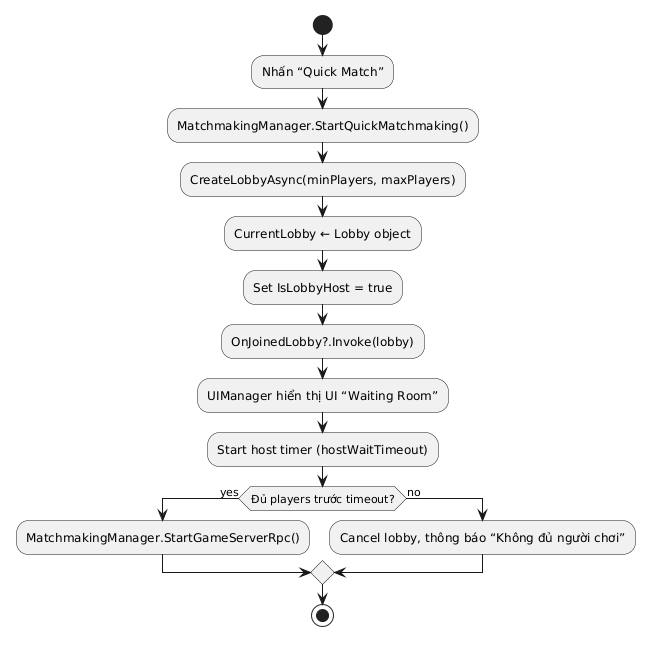 Nhấn “Quick Match”
MatchmakingManager.StartQuickMatchmaking()
CreateLobbyAsync(minPlayers, maxPlayers)
CurrentLobby ← Lobby object
Set IsLobbyHost = true
OnJoinedLobby?.Invoke(lobby)
UIManager hiển thị UI “Waiting Room”
Start host timer (hostWaitTimeout)
yes
Đủ players trước timeout?
no
MatchmakingManager.StartGameServerRpc()
Cancel lobby, thông báo “Không đủ người chơi”